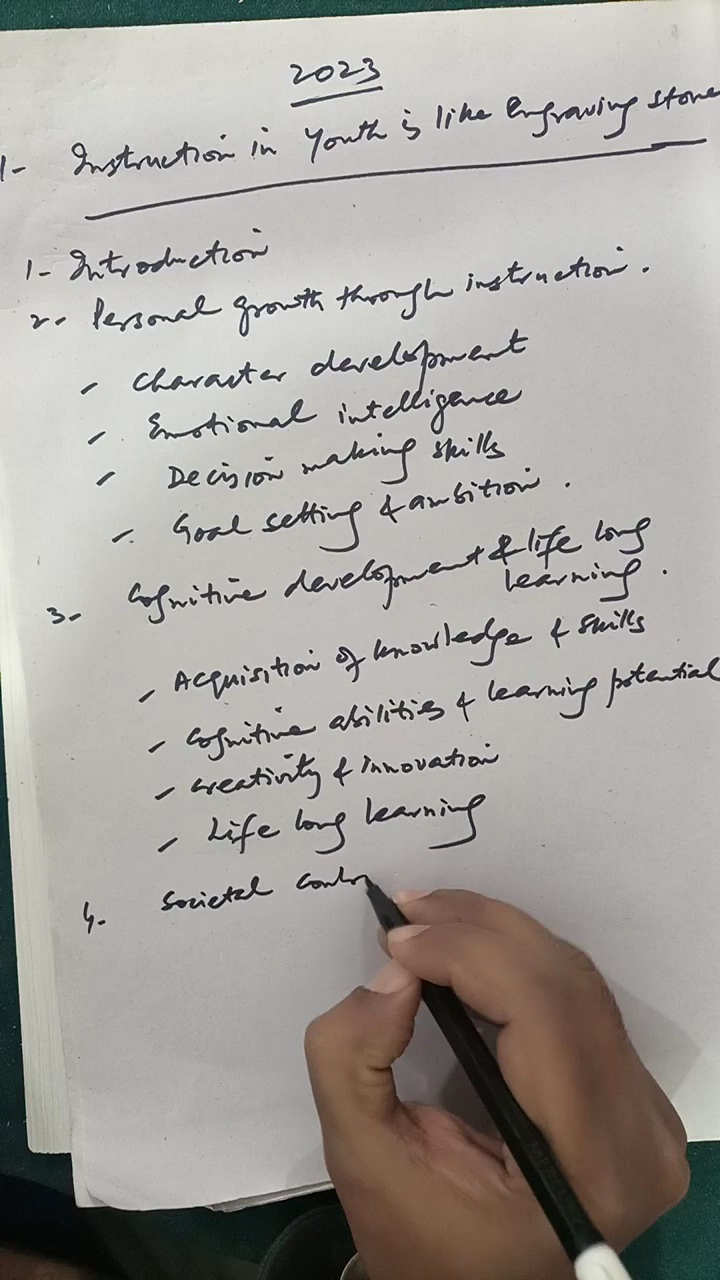 2023
1- Instruction in Youth is like Engraving stone
1- Introduction
2. Personal growth through instruction.
- Character development
- Emotional intelligence
- Decision making skills
- Goal setting & ambition.
3. Cognitive development & life long
learning.
- Acquisition of knowledge & skills
- Cognitive abilities & learning potential
- creativity & innovation
- Life long learning
4. Societal contr